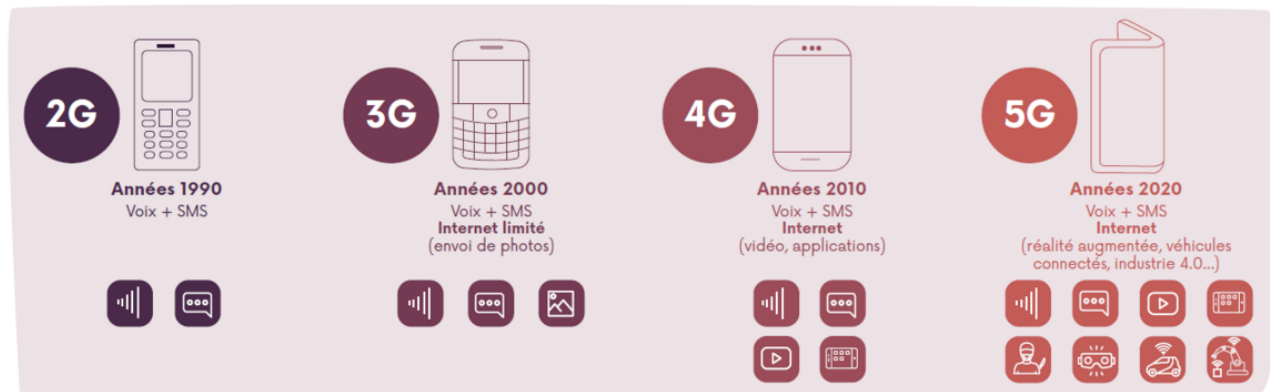 2G
Années 1990
Voix + SMS
3G
Années 2000
Voix + SMS
Internet limité
(envoi de photos)
4G
Années 2010
Voix + SMS
Internet
(vidéo, applications)
5G
Années 2020
Voix + SMS
Internet
(réalité augmentée, véhicules
connectés, industrie 4.0...)